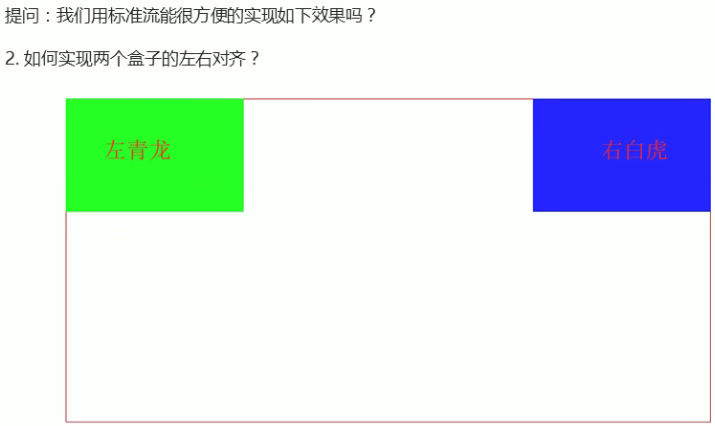 提问：我们用标准流能很方便的实现如下效果吗？
2. 如何实现两个盒子的左右对齐？
左青龙
右白虎